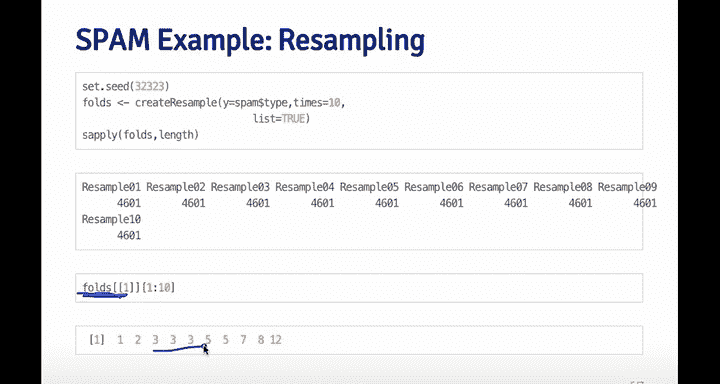 SPAM Example: Resampling
set.seed(32323)
folds <- createResample(y=spam$type,times=10,
list=TRUE)
sapply(folds,length)
Resample01 Resample02 Resample03 Resample04 Resample05 Resample06 Resample07 Resample08 Resample09
4601 4601 4601 4601 4601 4601 4601 4601 4601
Resample10
4601
folds[[1]][1:10]
[1] 1 2 3 3 3 5 5 7 8 12